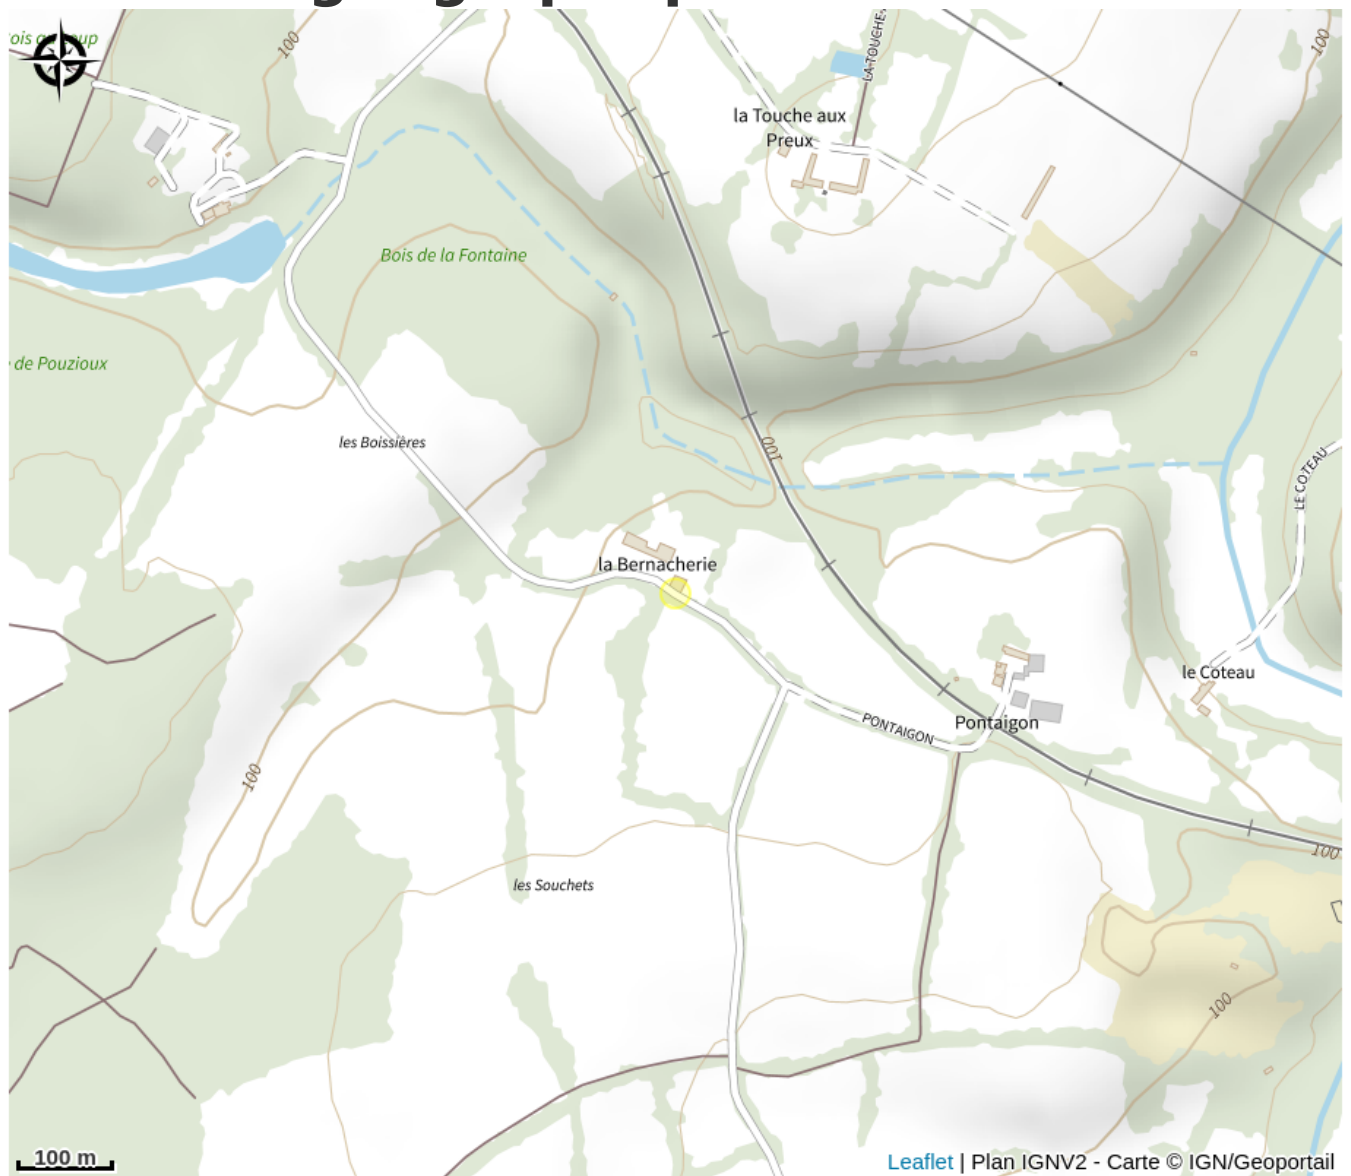 100
100
LA TOUCHE
la Touche aux
Preux
Bois de la Fontaine
de Pouzioux
les Boissières
100
LE COTEAU
la Bernacherie
le Coteau
PONTAIGON
Pontaigon
100
100
les Souchets
100
100 m
Leaflet | Plan IGNV2 - Carte © IGN/Geoportail